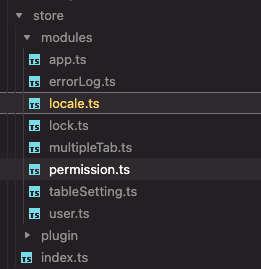 store
modules
TS app.ts
TS errorLog.ts
TS locale.ts
TS lock.ts
TS multipleTab.ts
TS permission.ts
TS tableSetting.ts
TS user.ts
plugin
TS index.ts